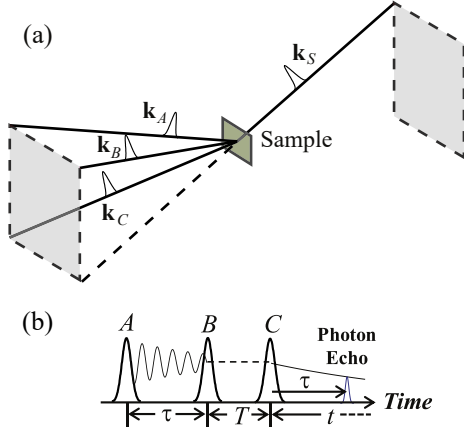 (a)
k_S
k_A
Sample
k_B
k_C
(b)
A B C
Photon
Echo
τ
Time
τ T t